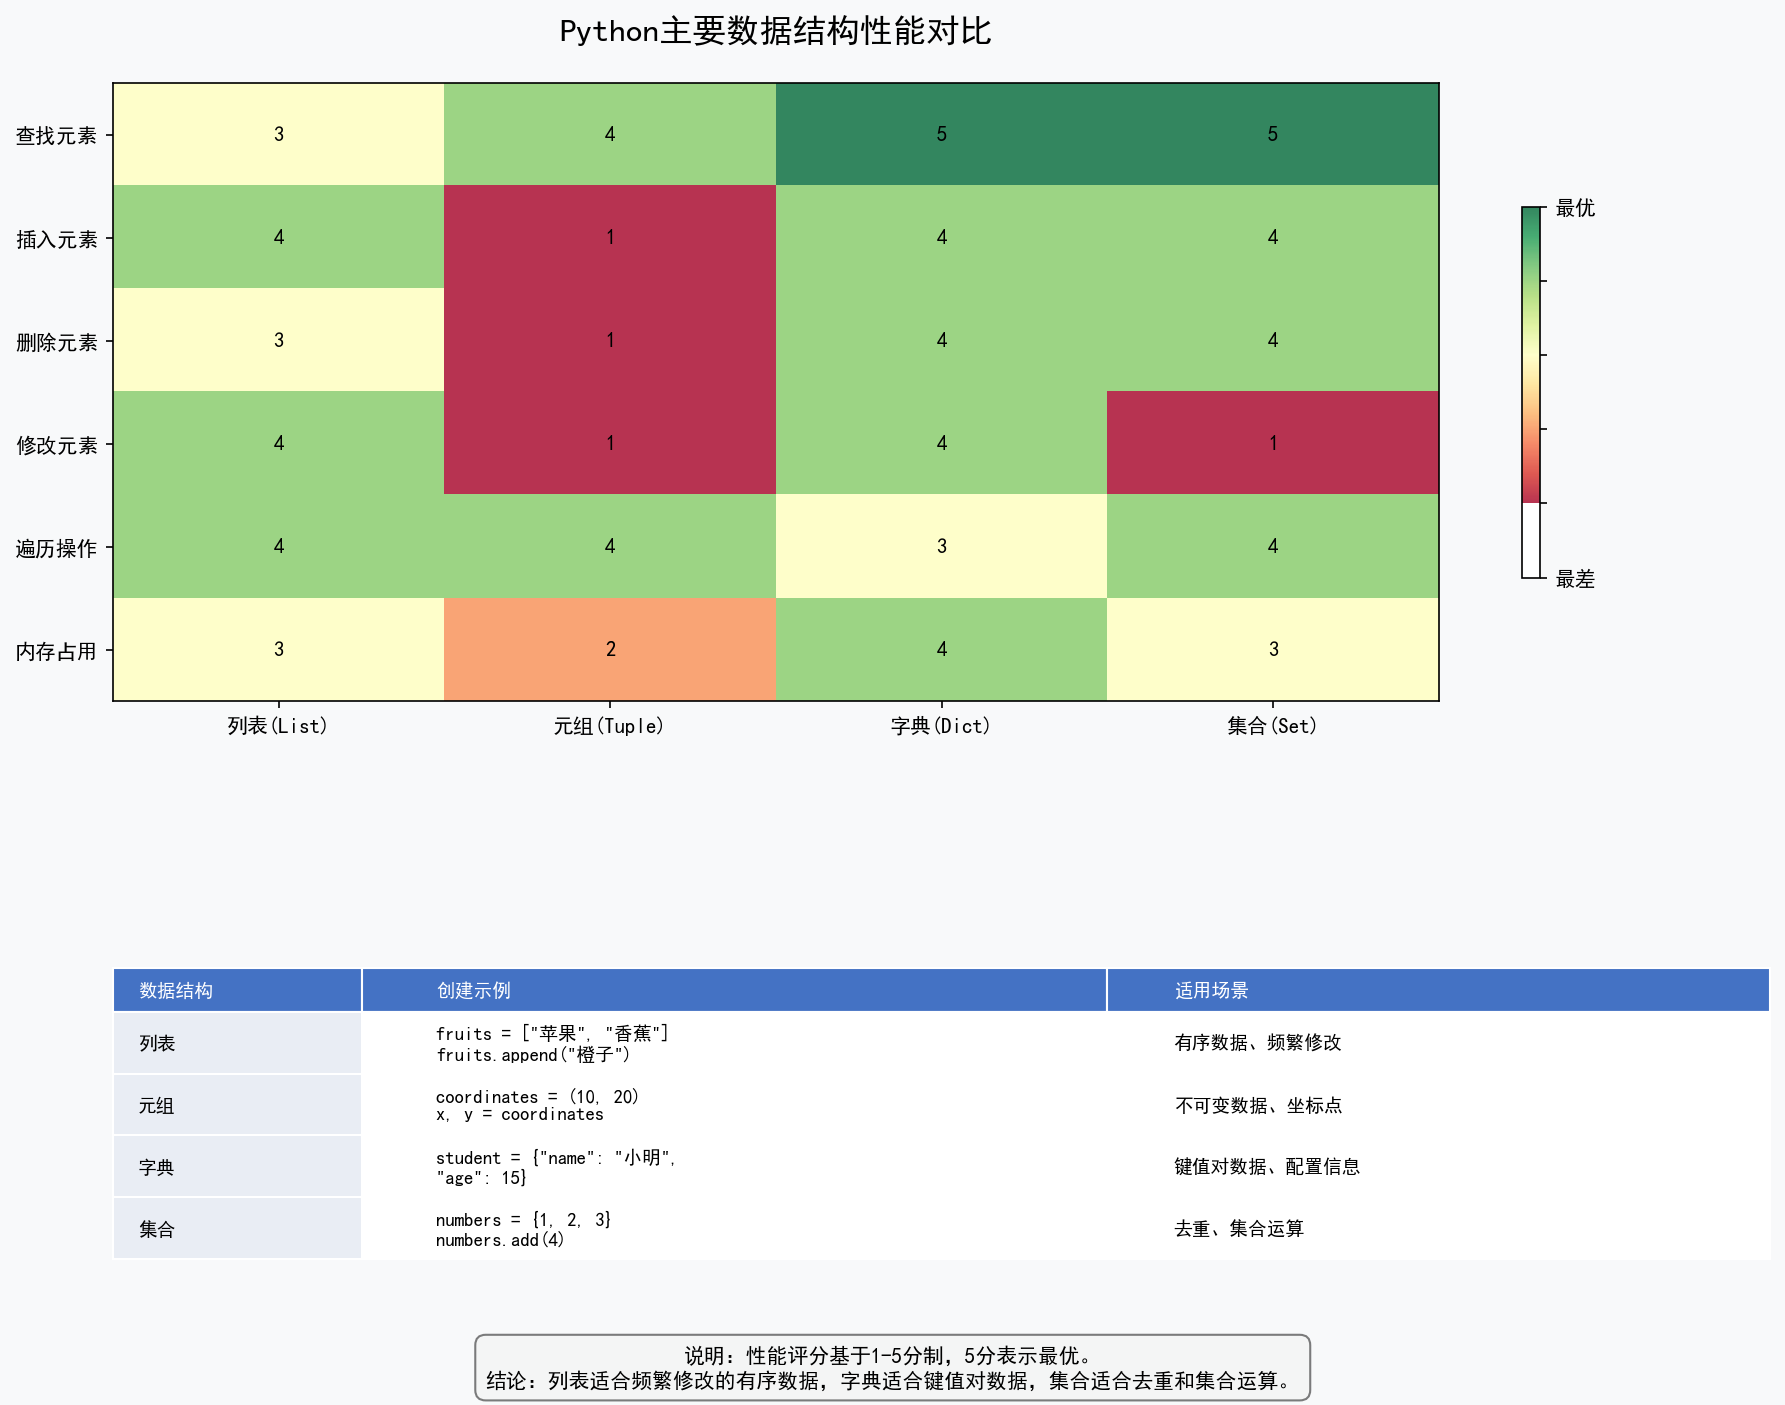 Python主要数据结构性能对比
查找元素 3 4 5 5
插入元素 4 1 4 4
删除元素 3 1 4 4
修改元素 4 1 4 1
遍历操作 4 4 3 4
内存占用 3 2 4 3
列表(List) 元组(Tuple) 字典(Dict) 集合(Set)
最优
最差
数据结构 创建示例 适用场景
列表
fruits = ["苹果", "香蕉"]
fruits.append("橙子")
有序数据、频繁修改
元组
coordinates = (10, 20)
x, y = coordinates
不可变数据、坐标点
字典
student = {"name": "小明",
"age": 15}
键值对数据、配置信息
集合
numbers = {1, 2, 3}
numbers.add(4)
去重、集合运算
说明：性能评分基于1-5分制，5分表示最优。
结论：列表适合频繁修改的有序数据，字典适合键值对数据，集合适合去重和集合运算。